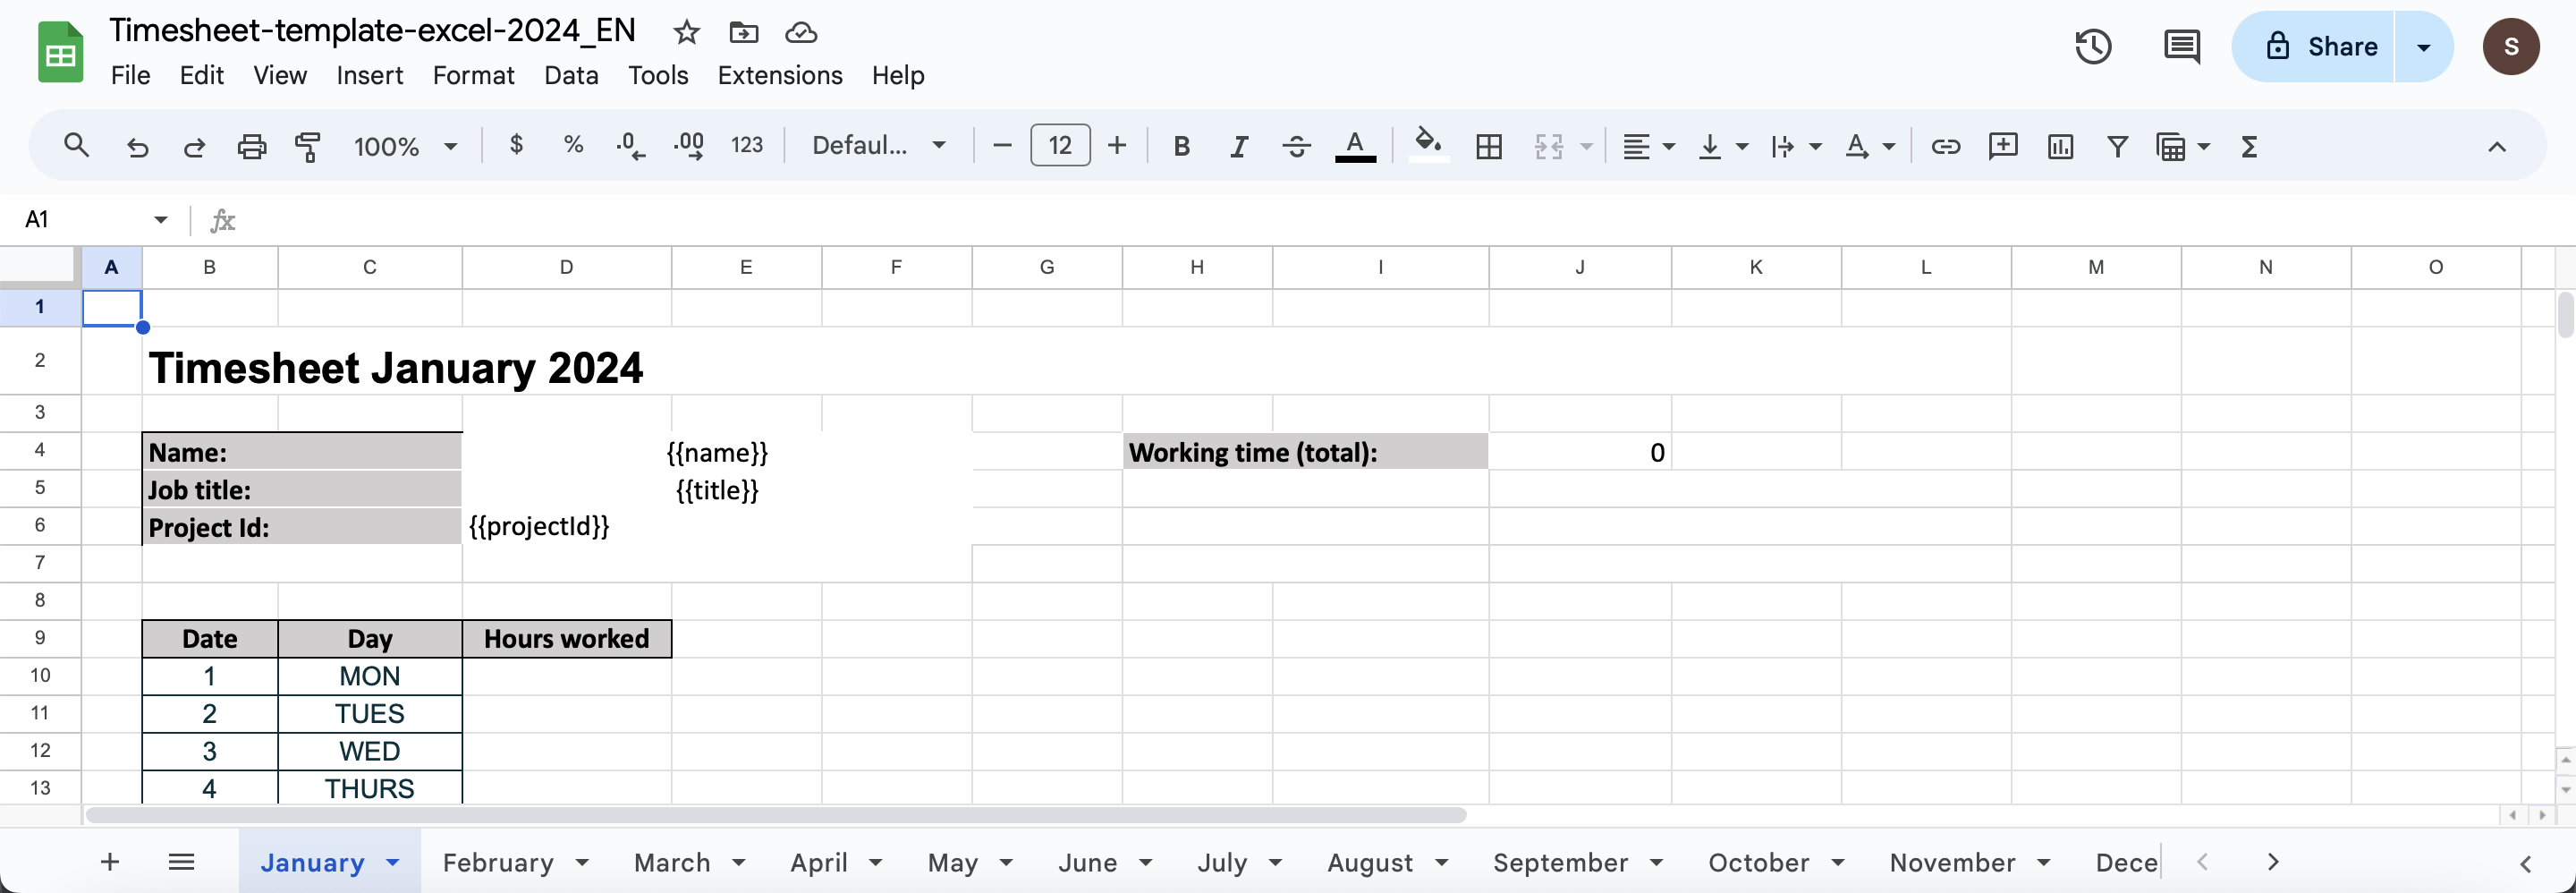 Timesheet-template-excel-2024_EN
File Edit View Insert Format Data Tools Extensions Help
Share
S
100% $ % .0 .00 123 Defaul... 12 B I A A Σ
A1 fx
A B C D E F G H I J K L M N O
1
2 Timesheet January 2024
3
4 Name: {{name}} Working time (total): 0
5 Job title: {{title}}
6 Project Id: {{projectId}}
7
8
9 Date Day Hours worked
10 1 MON
11 2 TUES
12 3 WED
13 4 THURS
January February March April May June July August September October November Dece